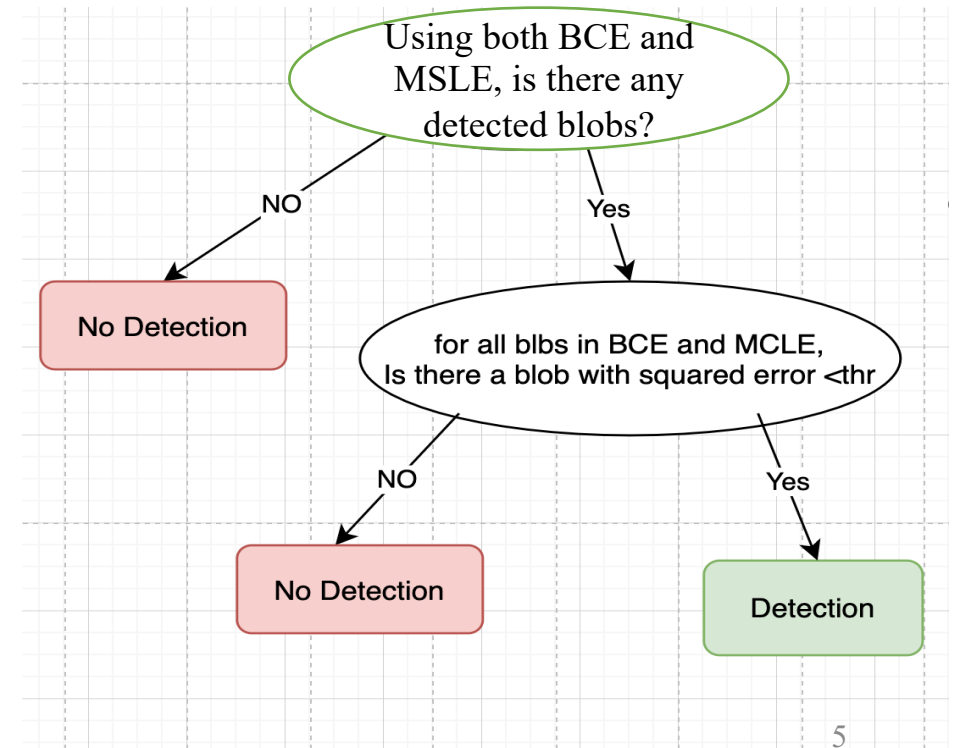 Using both BCE and
MSLE, is there any
detected blobs?
NO
Yes
No Detection
for all blbs in BCE and MCLE,
Is there a blob with squared error <thr
NO
Yes
No Detection
Detection
5